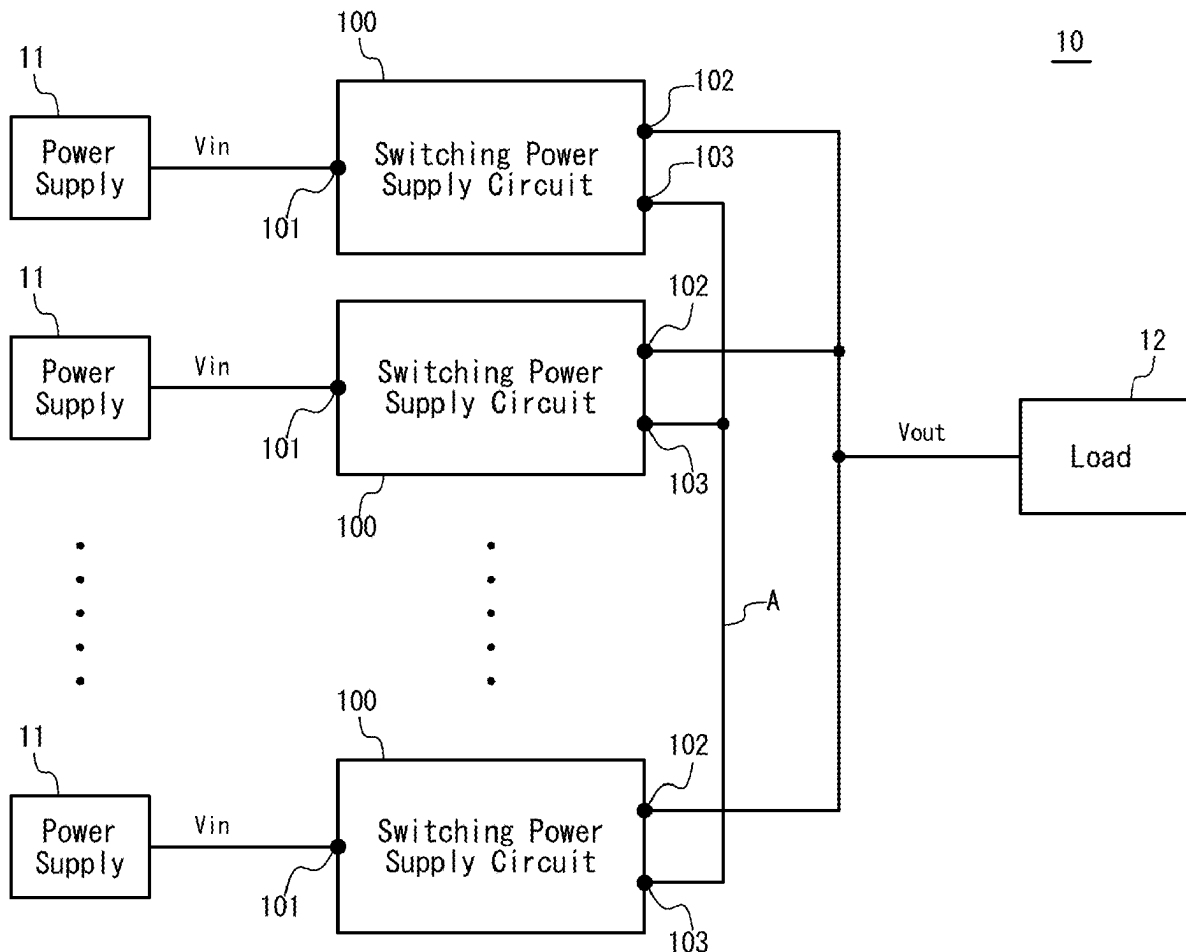 100
10
11
102
Power
Supply
Vin
Switching Power
Supply Circuit
103
101
11
102
Power
Supply
Vin
Switching Power
Supply Circuit
12
101
103
Vout
Load
100
A
100
11
102
Power
Supply
Vin
Switching Power
Supply Circuit
101
103